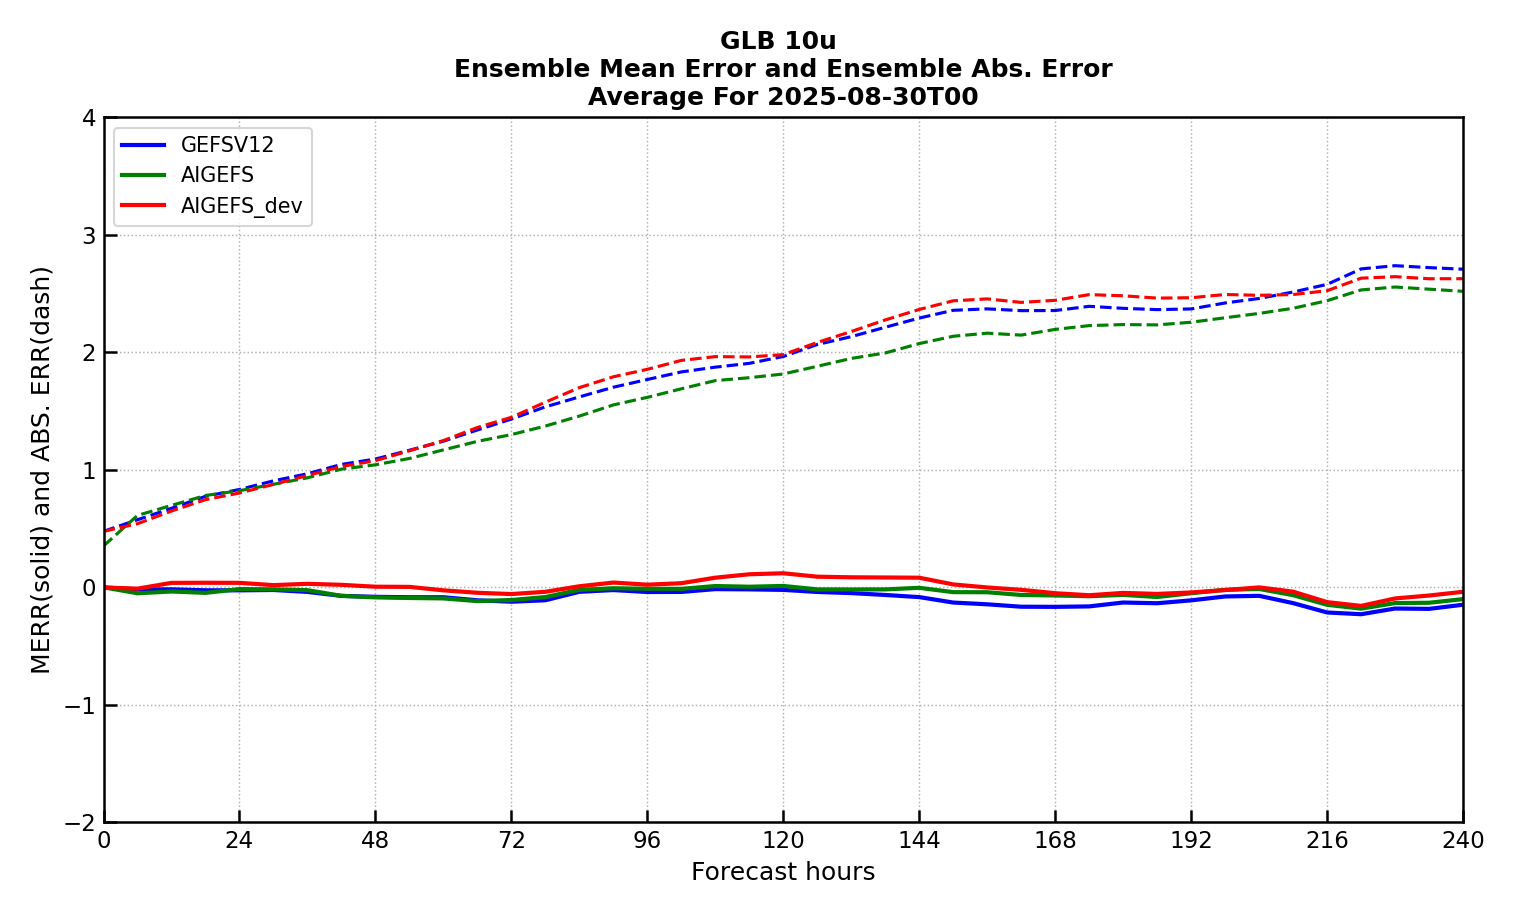 GLB 10u
Ensemble Mean Error and Ensemble Abs. Error
Average For 2025-08-30T00
MERR(solid) and ABS. ERR(dash)
4
3
2
1
0
−1
−2
GEFSV12
AIGEFS
AIGEFS_dev
0 24 48 72 96 120 144 168 192 216 240
Forecast hours